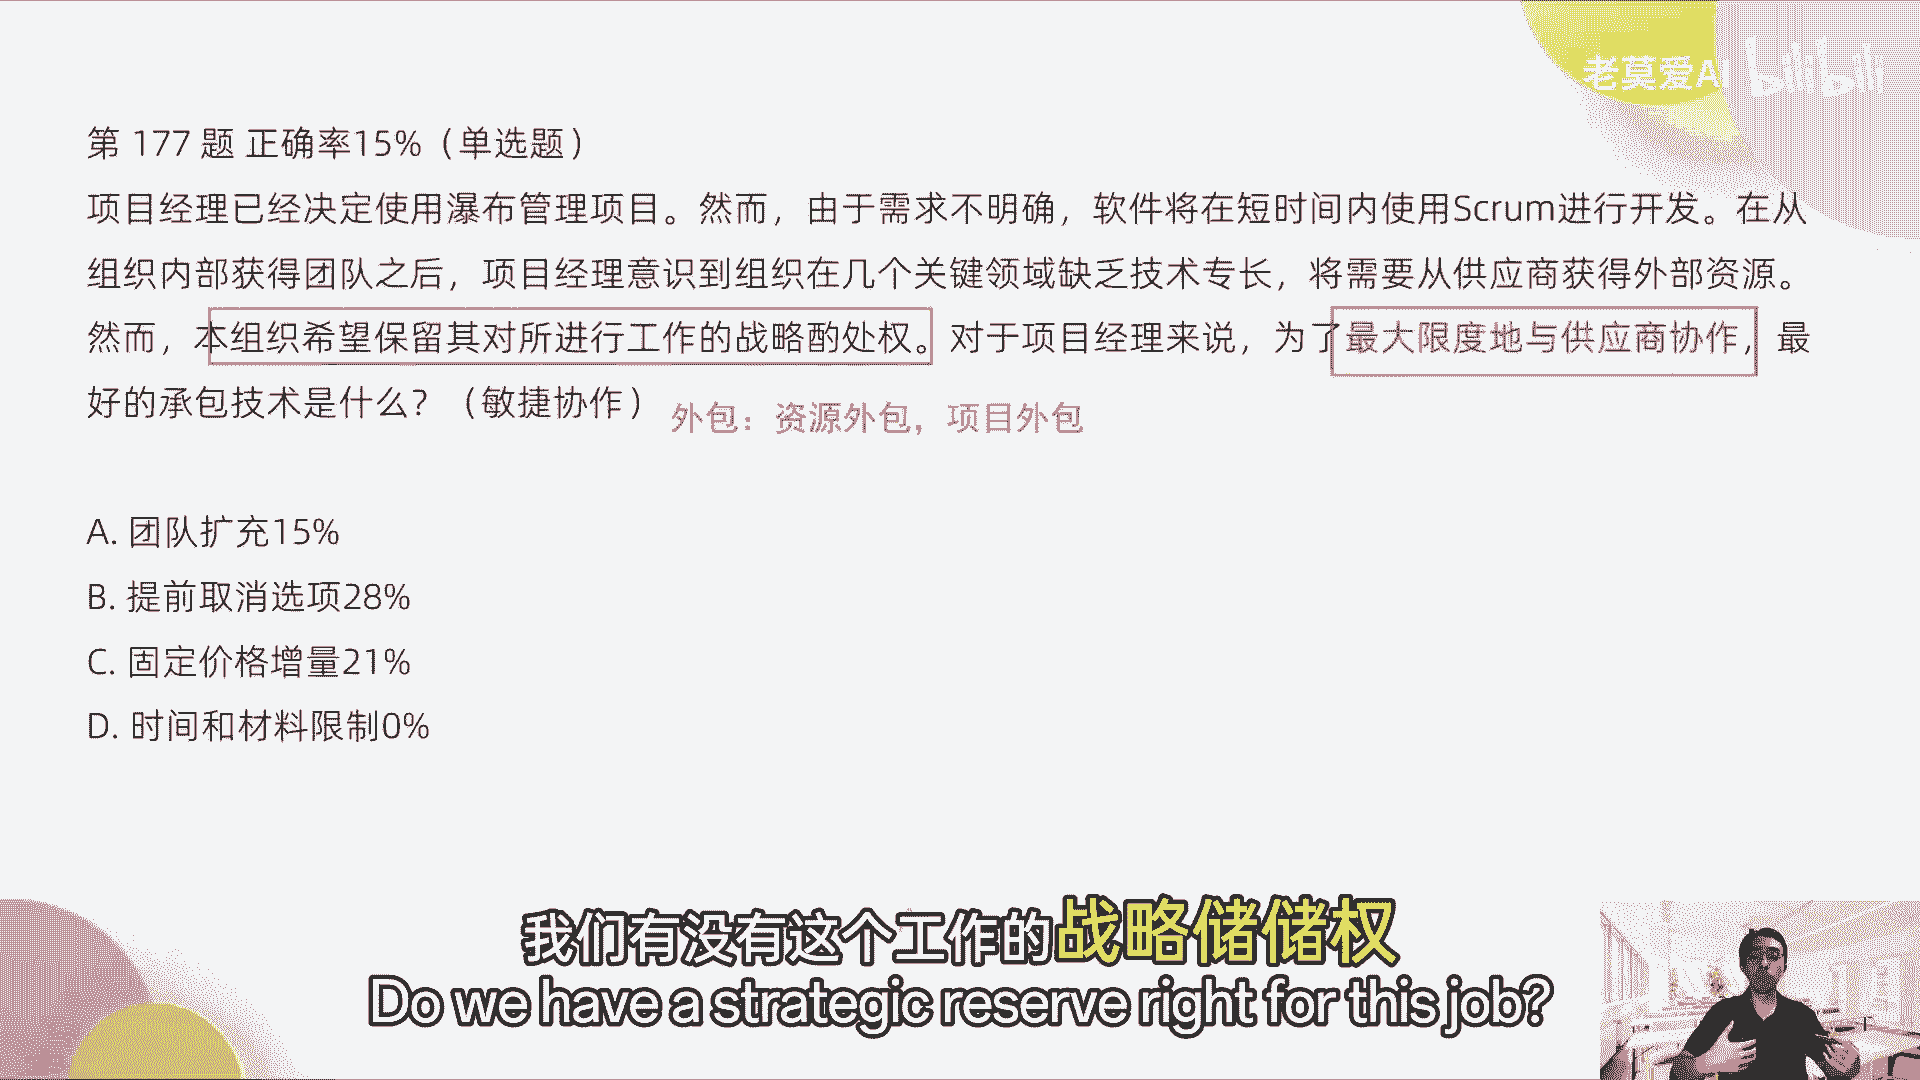 老莫爱AI bilibili
第 177 题 正确率15%（单选题）
项目经理已经决定使用瀑布管理项目。然而，由于需求不明确，软件将在短时间内使用Scrum进行开发。在从
组织内部获得团队之后，项目经理意识到组织在几个关键领域缺乏技术专长，将需要从供应商获得外部资源。
然而，本组织希望保留其对所进行工作的战略酌处权。对于项目经理来说，为了最大限度地与供应商协作，最
好的承包技术是什么？（敏捷协作）
外包：资源外包，项目外包
A. 团队扩充15%
B. 提前取消选项28%
C. 固定价格增量21%
D. 时间和材料限制0%
我们有没有这个工作的战略储储权
Do we have a strategic reserve right for this job?